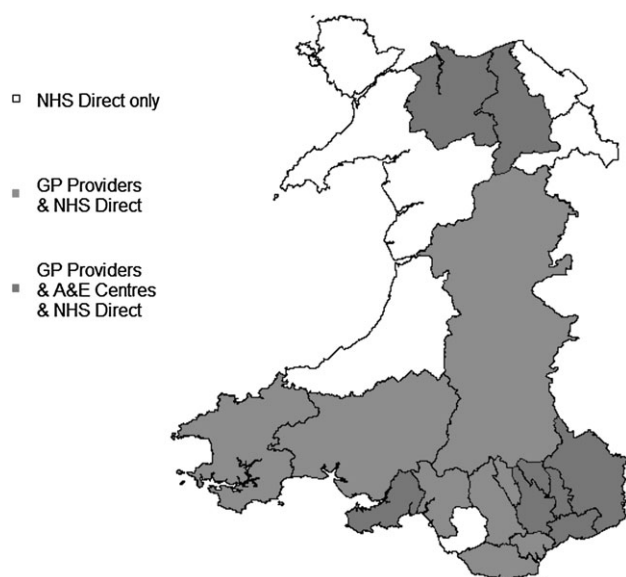 NHS Direct only
GP Providers
& NHS Direct
GP Providers
& A&E Centres
& NHS Direct